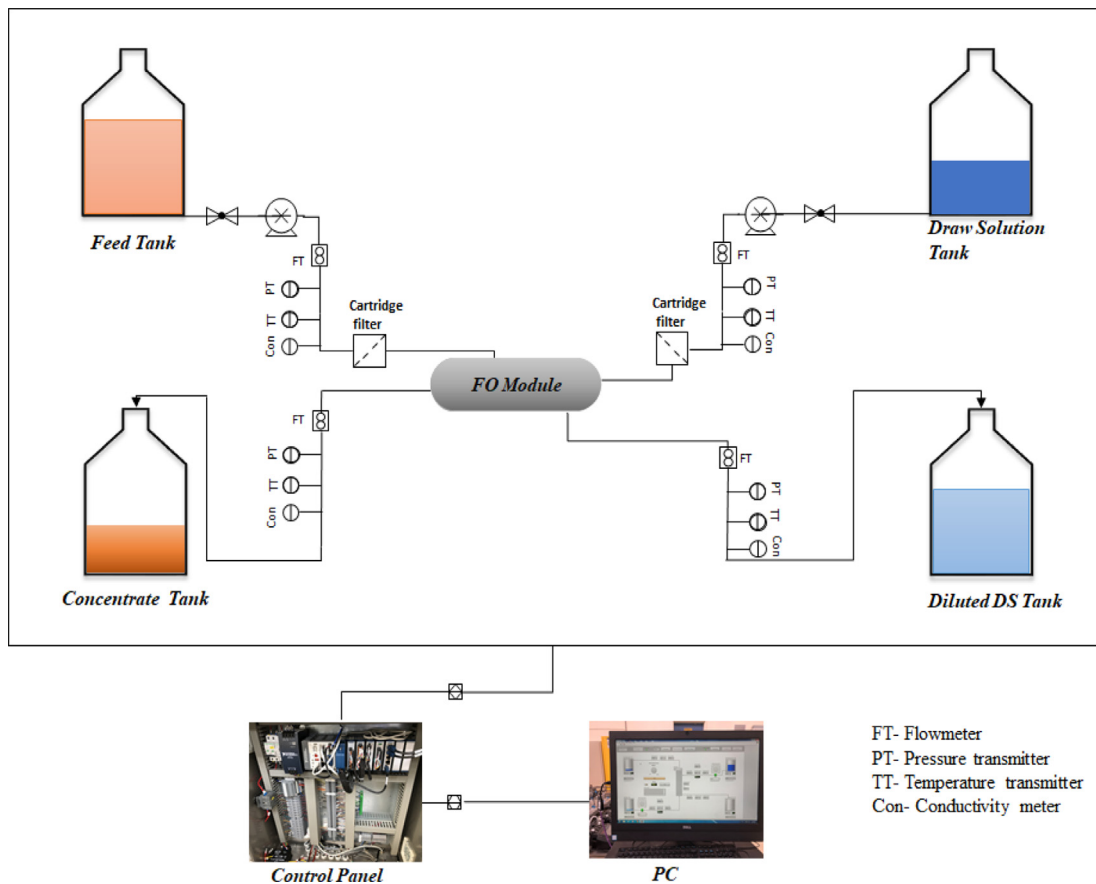 Feed Tank
Draw Solution
Tank
FT
PT
TT
Con
Cartridge
filter
FT
PT
TT
Con
Cartridge
filter
FO Module
FT
PT
TT
Con
FT
PT
TT
Con
Concentrate Tank
Diluted DS Tank
Control Panel
PC
FT- Flowmeter
PT- Pressure transmitter
TT- Temperature transmitter
Con- Conductivity meter